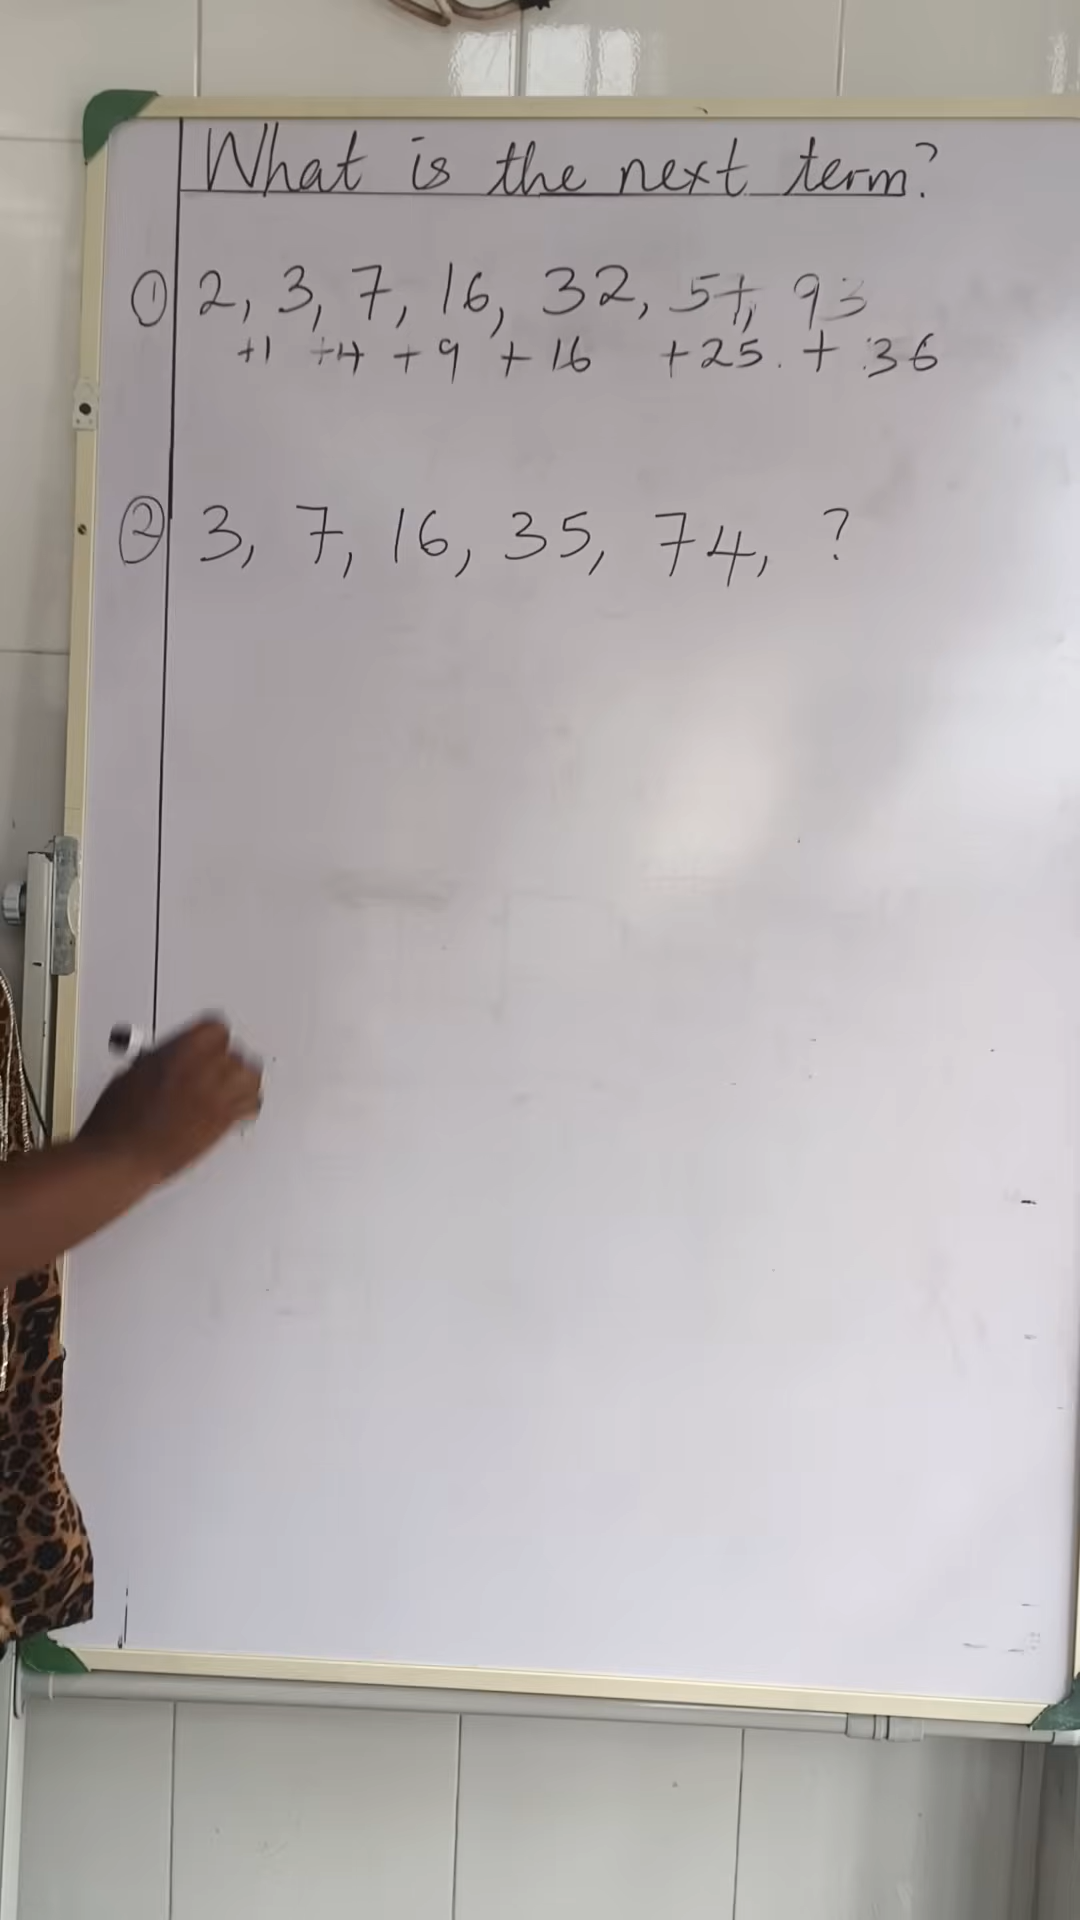 What is the next term?
① 2, 3, 7, 16, 32, 57, 93
+1 +4 +9 +16 +25 + 36
② 3, 7, 16, 35, 74, ?